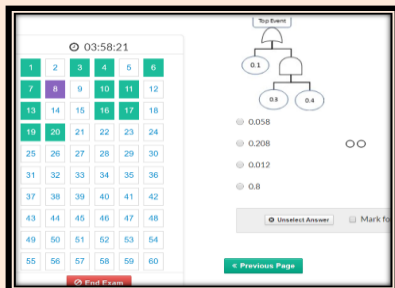 03:58:21
1 2 3 4 5 6
7 8 9 10 11 12
13 14 15 16 17 18
19 20 21 22 23 24
25 26 27 28 29 30
31 32 33 34 35 36
37 38 39 40 41 42
43 44 45 46 47 48
49 50 51 52 53 54
55 56 57 58 59 60
End Exam
Top Event
0.1
0.3 0.4
0.058
0.208
0.012
0.8
Unselect Answer Mark fo
« Previous Page